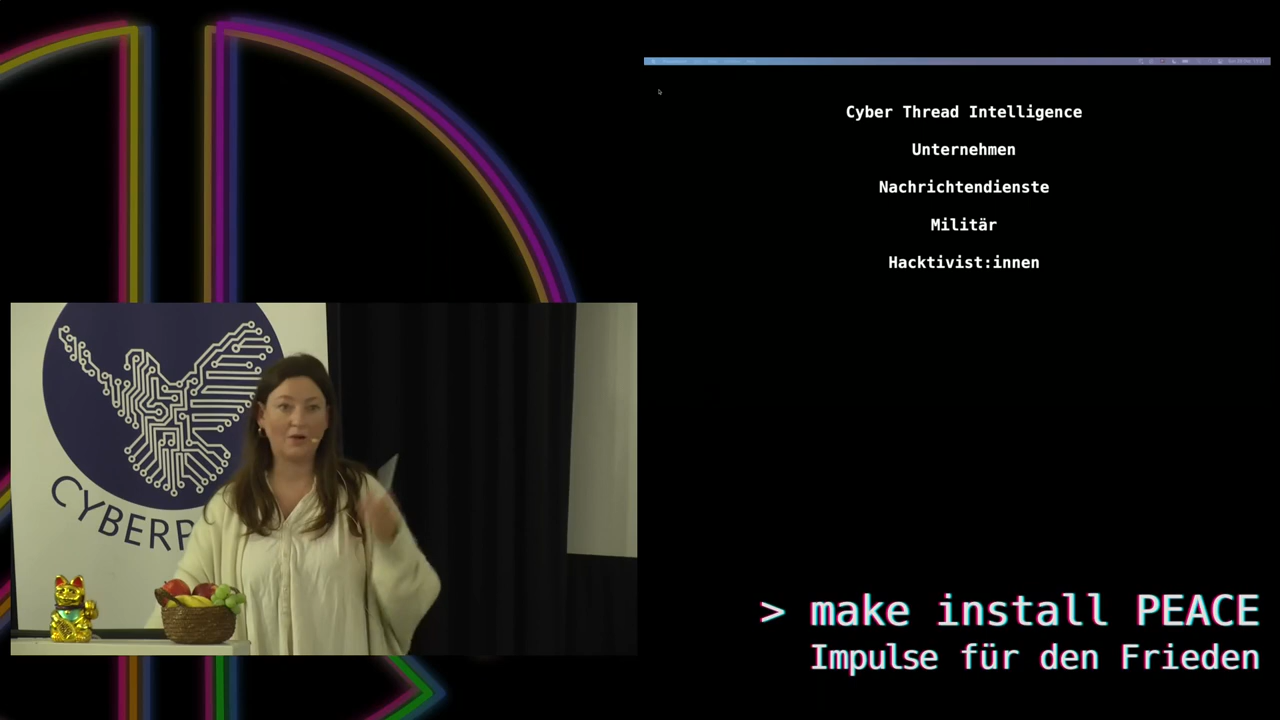 Cyber Thread Intelligence
Unternehmen
Nachrichtendienste
Militär
Hacktivist:innen
CYBERP
> make install PEACE
Impulse für den Frieden